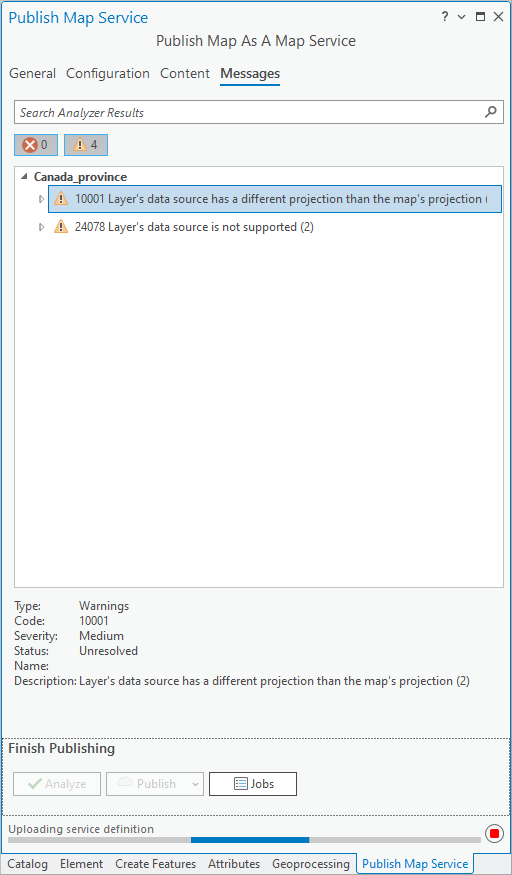 Publish Map Service
?
Publish Map As A Map Service
General Configuration Content Messages
Search Analyzer Results
0 4
Canada_province
10001 Layer's data source has a different projection than the map's projection (
24078 Layer's data source is not supported (2)
Type: Warnings
Code: 10001
Severity: Medium
Status: Unresolved
Name:
Description: Layer's data source has a different projection than the map's projection (2)
Finish Publishing
Analyze Publish Jobs
Uploading service definition
Catalog Element Create Features Attributes Geoprocessing Publish Map Service